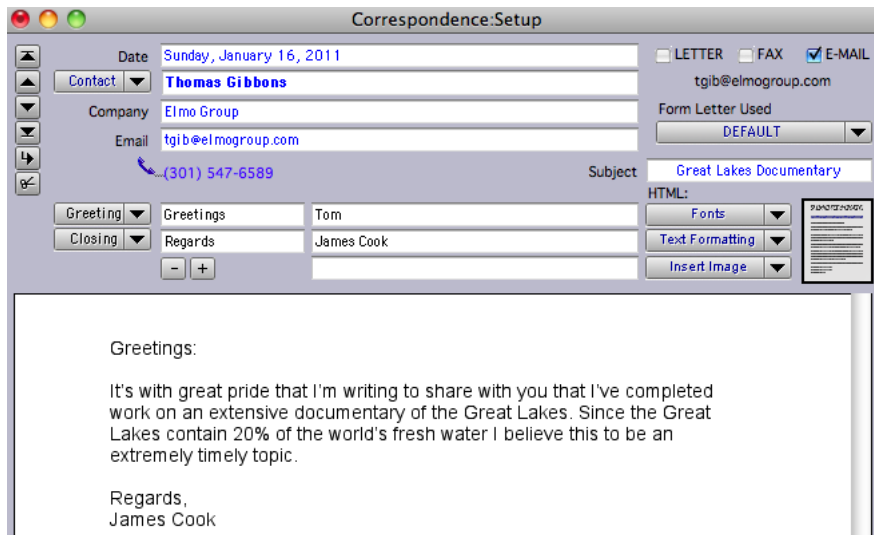 Correspondence:Setup
Date Sunday, January 16, 2011 LETTER FAX E-MAIL
Contact Thomas Gibbons tgib@elmogroup.com
Company Elmo Group Form Letter Used
Email tgib@elmogroup.com DEFAULT
...(301) 547-6589 Subject Great Lakes Documentary
HTML:
Greeting Greetings Tom Fonts
Closing Regards James Cook Text Formatting
- + Insert Image
Greetings:
It's with great pride that I'm writing to share with you that I've completed
work on an extensive documentary of the Great Lakes. Since the Great
Lakes contain 20% of the world's fresh water I believe this to be an
extremely timely topic.
Regards,
James Cook